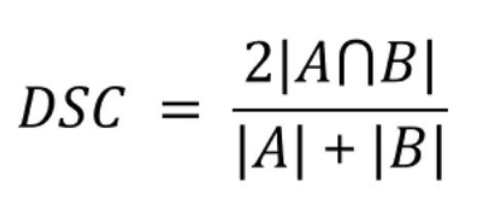 DSC = 2|A∩B| / |A| + |B|